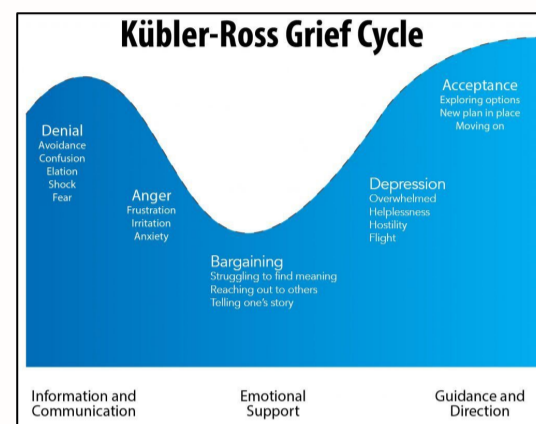 Kübler-Ross Grief Cycle
Denial
Avoidance
Confusion
Elation
Shock
Fear
Anger
Frustration
Irritation
Anxiety
Bargaining
Struggling to find meaning
Reaching out to others
Telling one's story
Depression
Overwhelmed
Helplessness
Hostility
Flight
Acceptance
Exploring options
New plan in place
Moving on
Information and
Communication
Emotional
Support
Guidance and
Direction